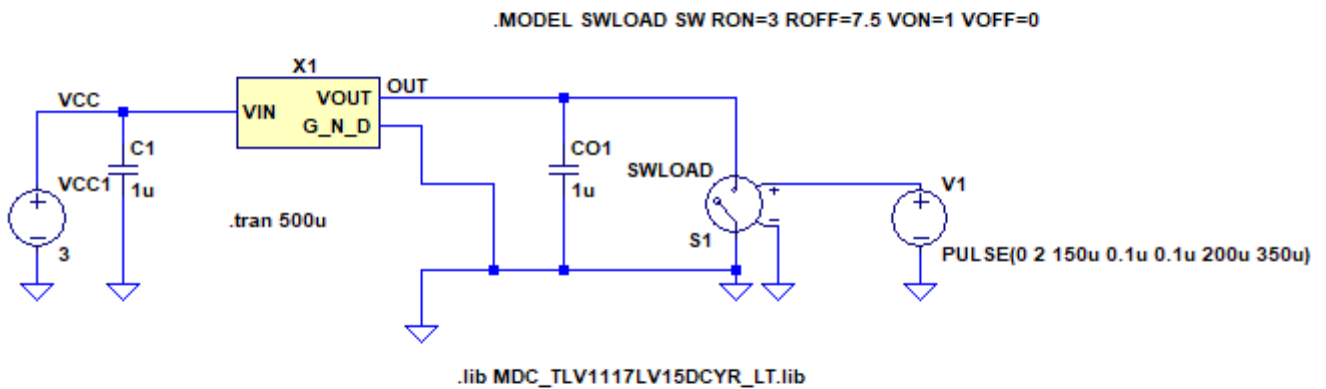 .MODEL SWLOAD SW RON=3 ROFF=7.5 VON=1 VOFF=0
X1
VCC
VIN
VOUT
OUT
G_N_D
C1
1u
VCC1
3
.tran 500u
CO1
1u
SWLOAD
S1
V1
PULSE(0 2 150u 0.1u 0.1u 200u 350u)
.lib MDC_TLV1117LV15DCYR_LT.lib